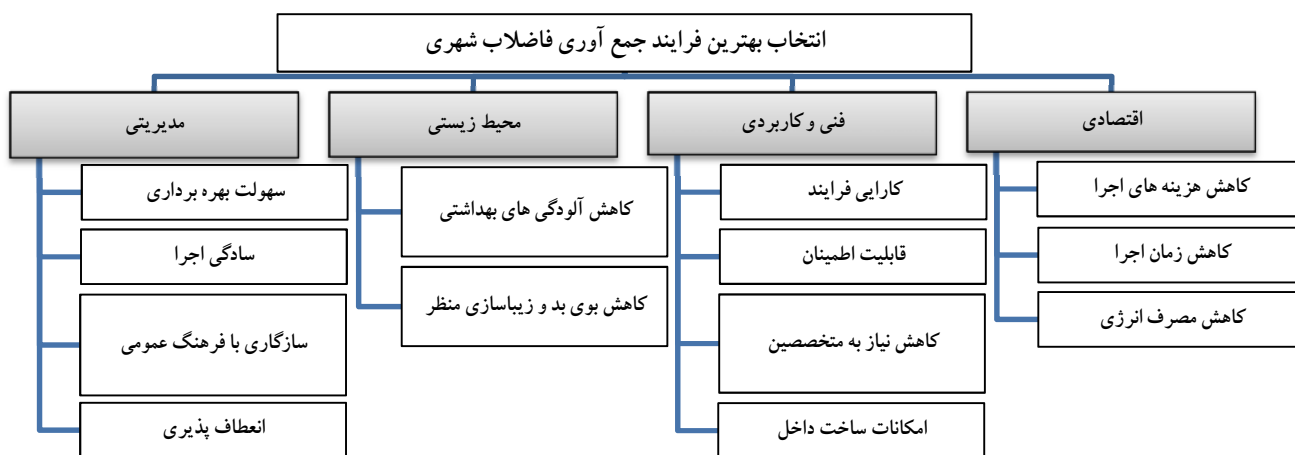 انتخاب بهترین فرایند جمع آوری فاضلاب شهری
اقتصادی
کاهش هزینه های اجرا
کاهش زمان اجرا
کاهش مصرف انرژی
فنی و کاربردی
کارایی فرایند
قابلیت اطمینان
کاهش نیاز به متخصصین
امکانات ساخت داخل
محیط زیستی
کاهش آلودگی های بهداشتی
کاهش بوی بد و زیباسازی منظر
مدیریتی
سهولت بهره برداری
سادگی اجرا
سازگاری با فرهنگ عمومی
انعطاف پذیری